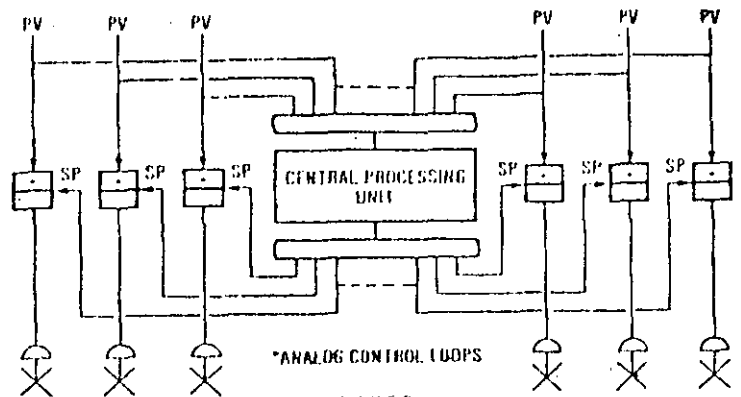 PV PV PV PV PV PV
SP SP SP SP SP SP
CENTRAL PROCESSING
UNIT
*ANALOG CONTROL LOOPS